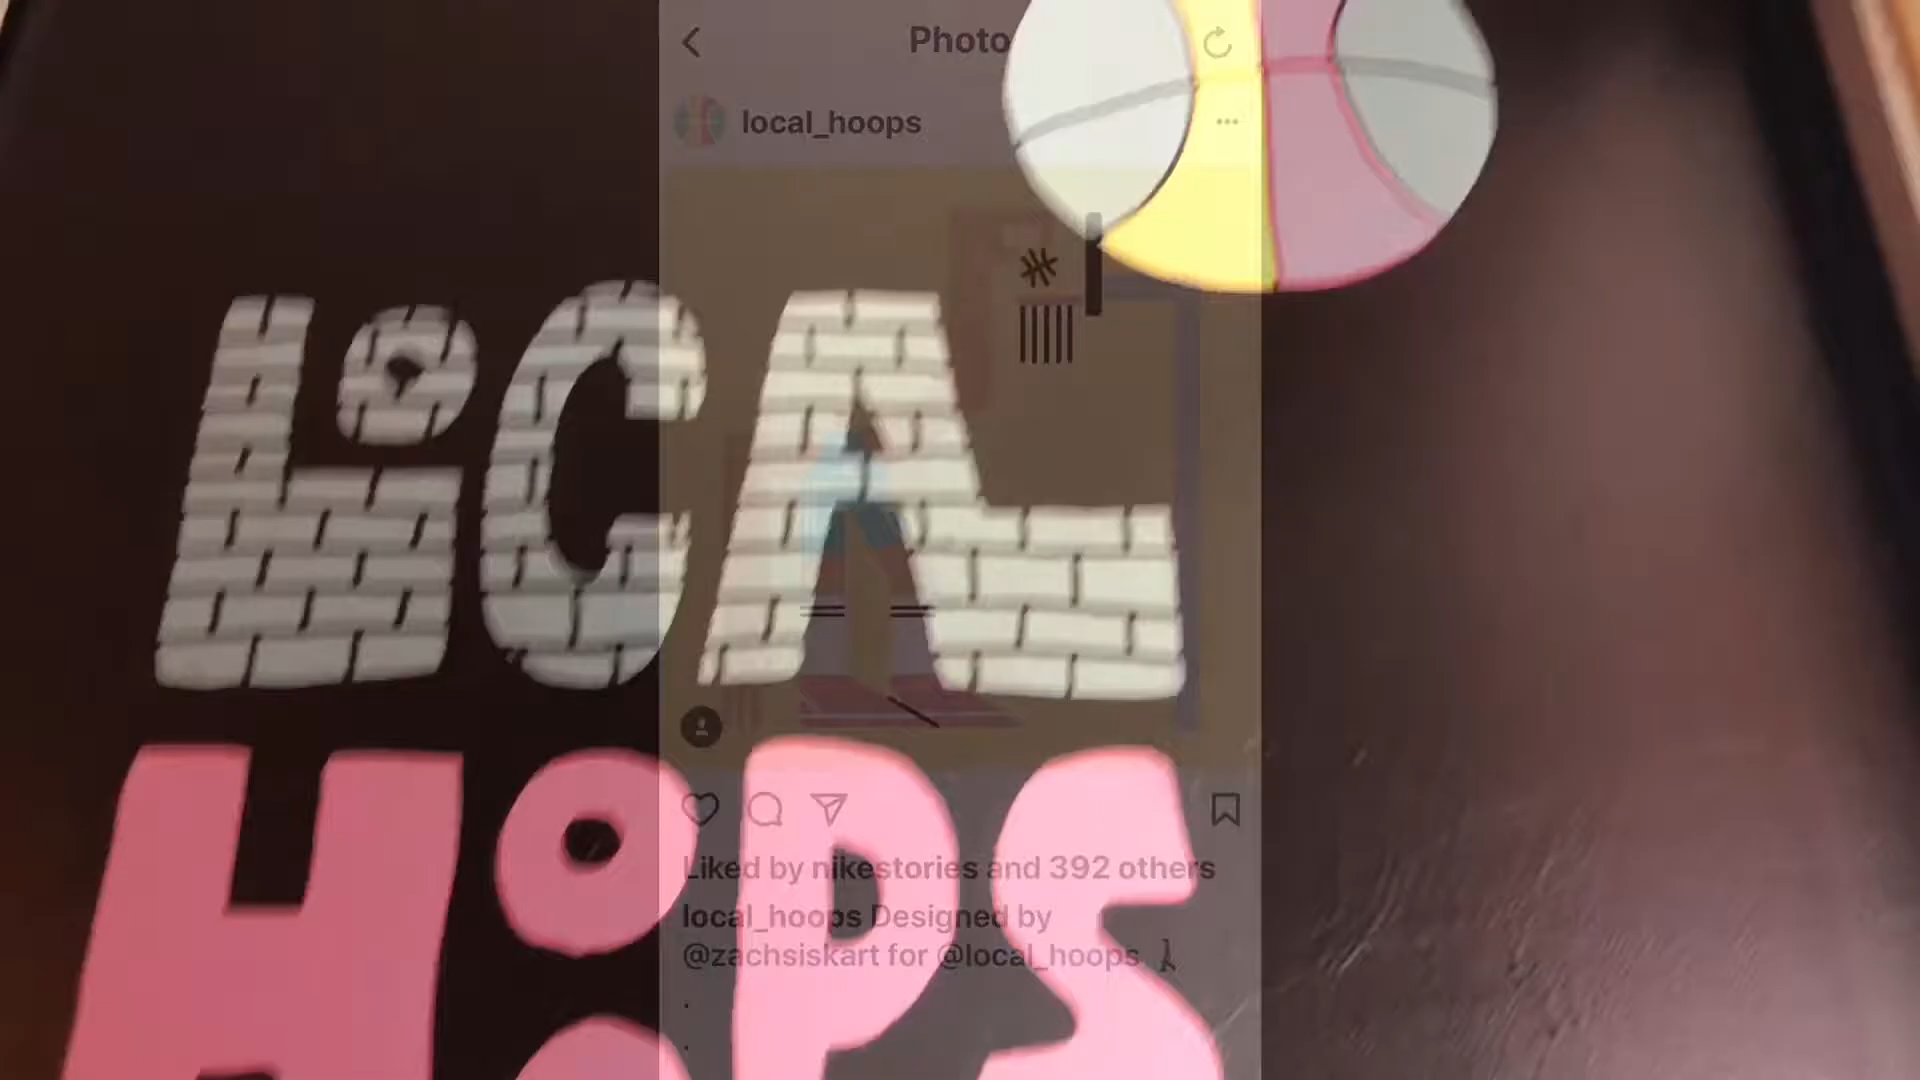 Photo
local_hoops
LOCAL
HOOPS
Liked by nikestories and 392 others
local_hoops Designed by
@zachsiskart for @local_hoops
.
.